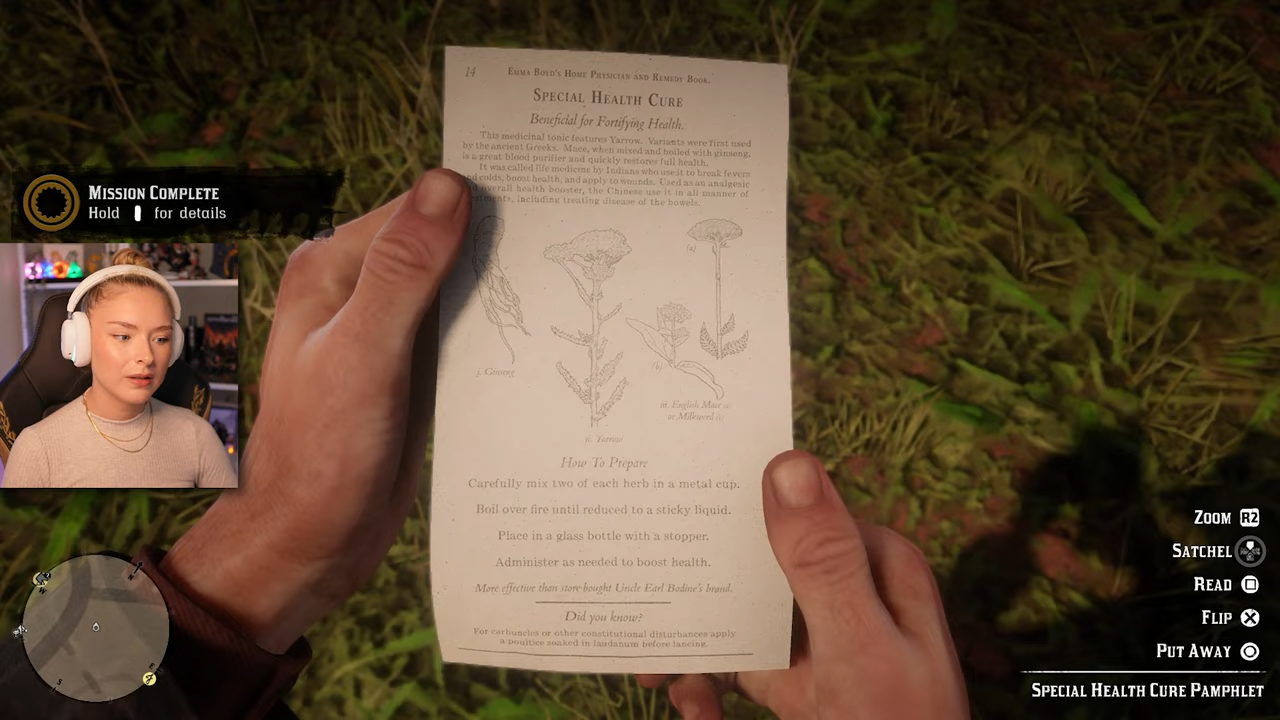 14 Emma Boyd's Home Physician and Remedy Book.
Special Health Cure
Beneficial for Fortifying Health.
This medicinal tonic features Yarrow. Variants were first used
by the ancient Greeks. Mace, when mixed and boiled with ginseng,
is a great blood purifier and quickly restores full health.
It was called life medicine by Indians who use it to break fevers
and colds, boost health, and apply to wounds. Used as an analgesic
overall health booster, the Chinese use it in all manner of
including treating disease of the bowels.
(a)
(b)
i. Ginseng
iii. English Mace (a)
or Milkweed (b)
ii. Yarrow
How To Prepare
Carefully mix two of each herb in a metal cup.
Boil over fire until reduced to a sticky liquid.
Place in a glass bottle with a stopper.
Administer as needed to boost health.
More effective than store-bought Uncle Earl Bodine's brand.
Did you know?
For carbuncles or other constitutional disturbances apply
a poultice soaked in laudanum before lancing.
Mission Complete
Hold for details
W
N
S
E
Zoom R2
Satchel
Read
Flip
Put Away
Special Health Cure Pamphlet